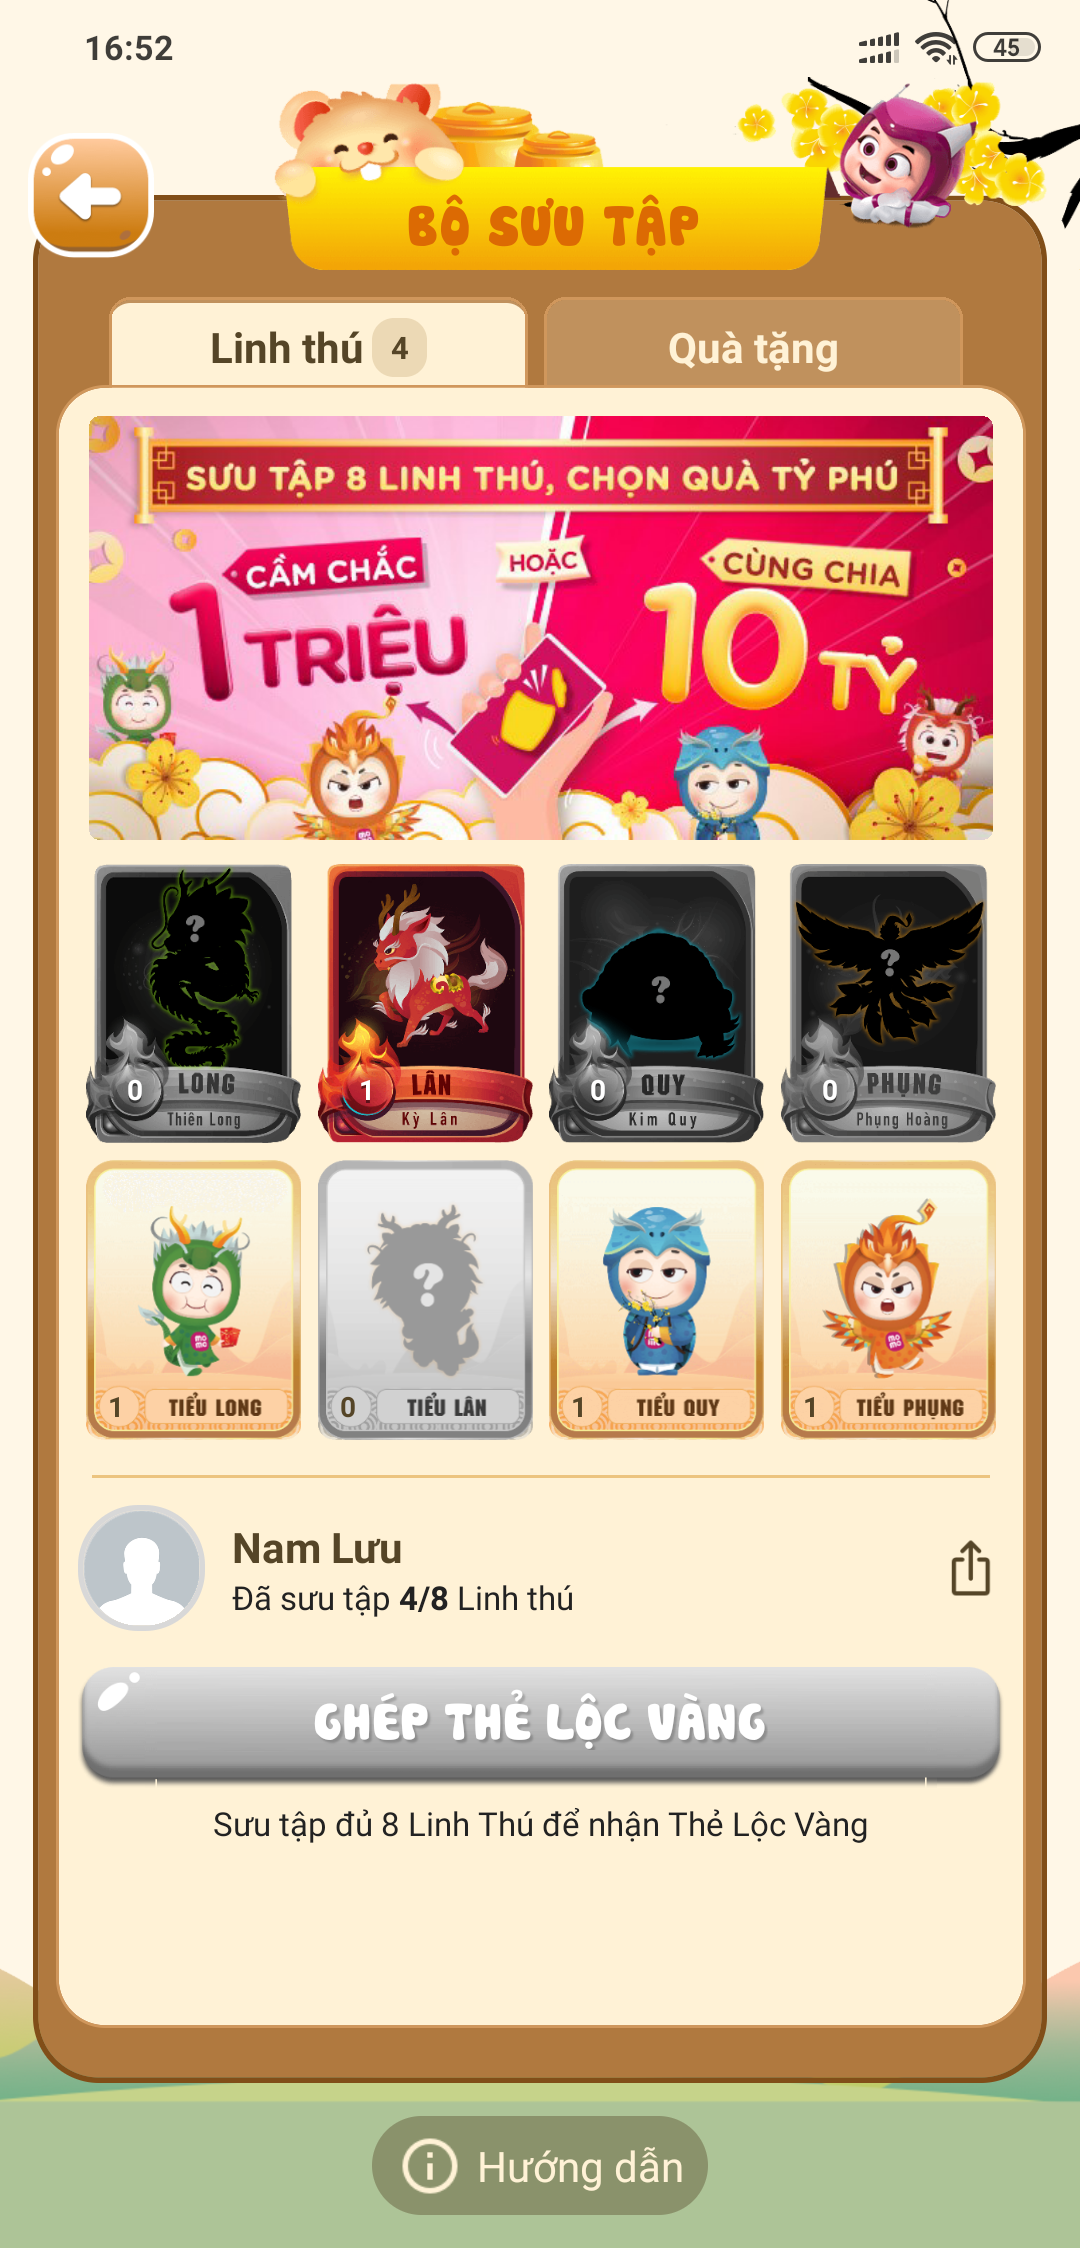 16:52
45
BỘ SƯU TẬP
Linh thú 4
Quà tặng
SƯU TẬP 8 LINH THÚ, CHỌN QUÀ TỶ PHÚ
CẦM CHẮC
1 TRIỆU
HOẶC
CÙNG CHIA
10 TỶ
0 LONG
Thiên Long
1 LÂN
Kỳ Lân
0 QUY
Kim Quy
0 PHỤNG
Phụng Hoàng
1 TIỂU LONG
0 TIỂU LÂN
1 TIỂU QUY
1 TIỂU PHỤNG
Nam Lưu
Đã sưu tập 4/8 Linh thú
GHÉP THẺ LỘC VÀNG
Sưu tập đủ 8 Linh Thú để nhận Thẻ Lộc Vàng
Hướng dẫn